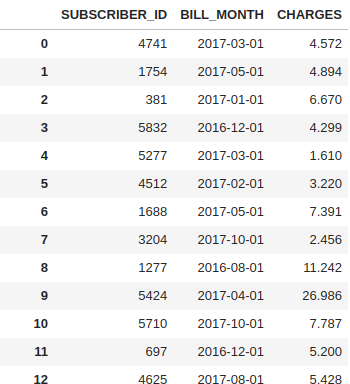 SUBSCRIBER_ID BILL_MONTH CHARGES
0 4741 2017-03-01 4.572
1 1754 2017-05-01 4.894
2 381 2017-01-01 6.670
3 5832 2016-12-01 4.299
4 5277 2017-03-01 1.610
5 4512 2017-02-01 3.220
6 1688 2017-05-01 7.391
7 3204 2017-10-01 2.456
8 1277 2016-08-01 11.242
9 5424 2017-04-01 26.986
10 5710 2017-10-01 7.787
11 697 2016-12-01 5.200
12 4625 2017-08-01 5.428